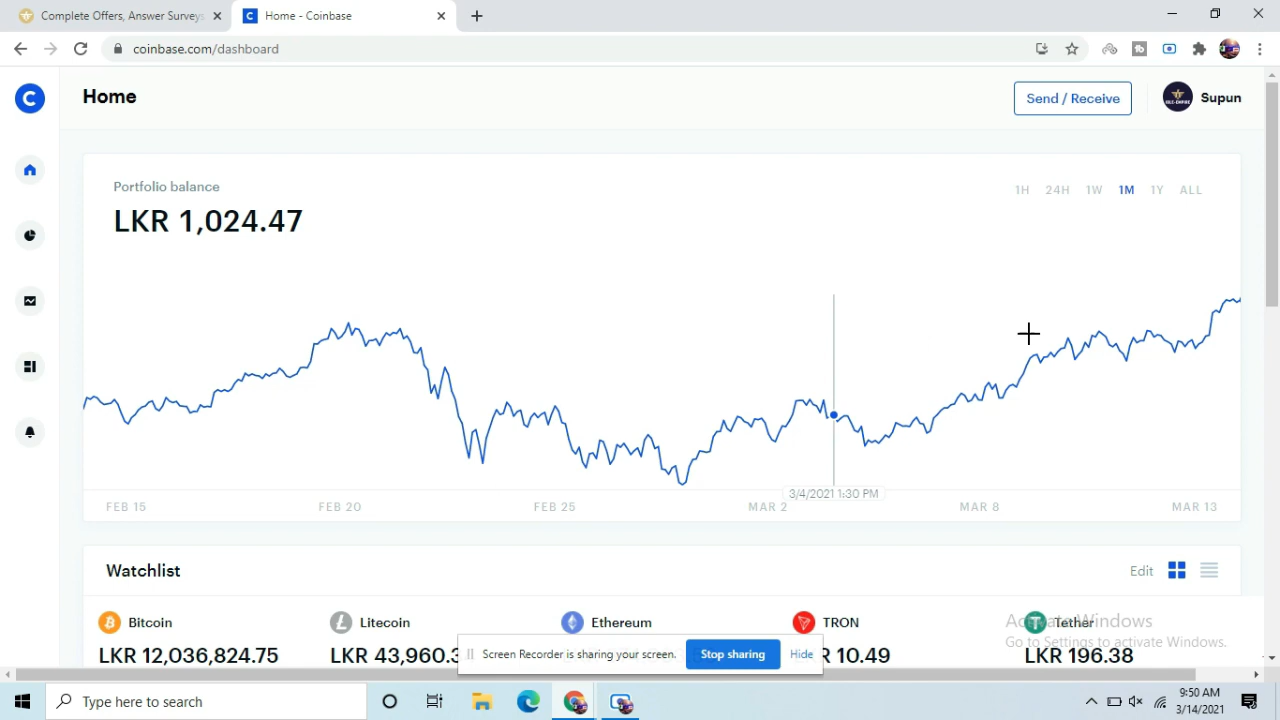 Complete Offers, Answer Surveys
Home - Coinbase
coinbase.com/dashboard
Home
Send / Receive
Supun
Portfolio balance
LKR 1,024.47
1H 24H 1W 1M 1Y ALL
3/4/2021 1:30 PM
FEB 15 FEB 20 FEB 25 MAR 2 MAR 8 MAR 13
Watchlist
Edit
Bitcoin Litecoin Ethereum TRON Tether
Activate Windows
Go to Settings to activate Windows.
LKR 12,036,824.75 LKR 43,960.3 R 10.49 LKR 196.38
Screen Recorder is sharing your screen. Stop sharing Hide
Type here to search
9:50 AM
3/14/2021